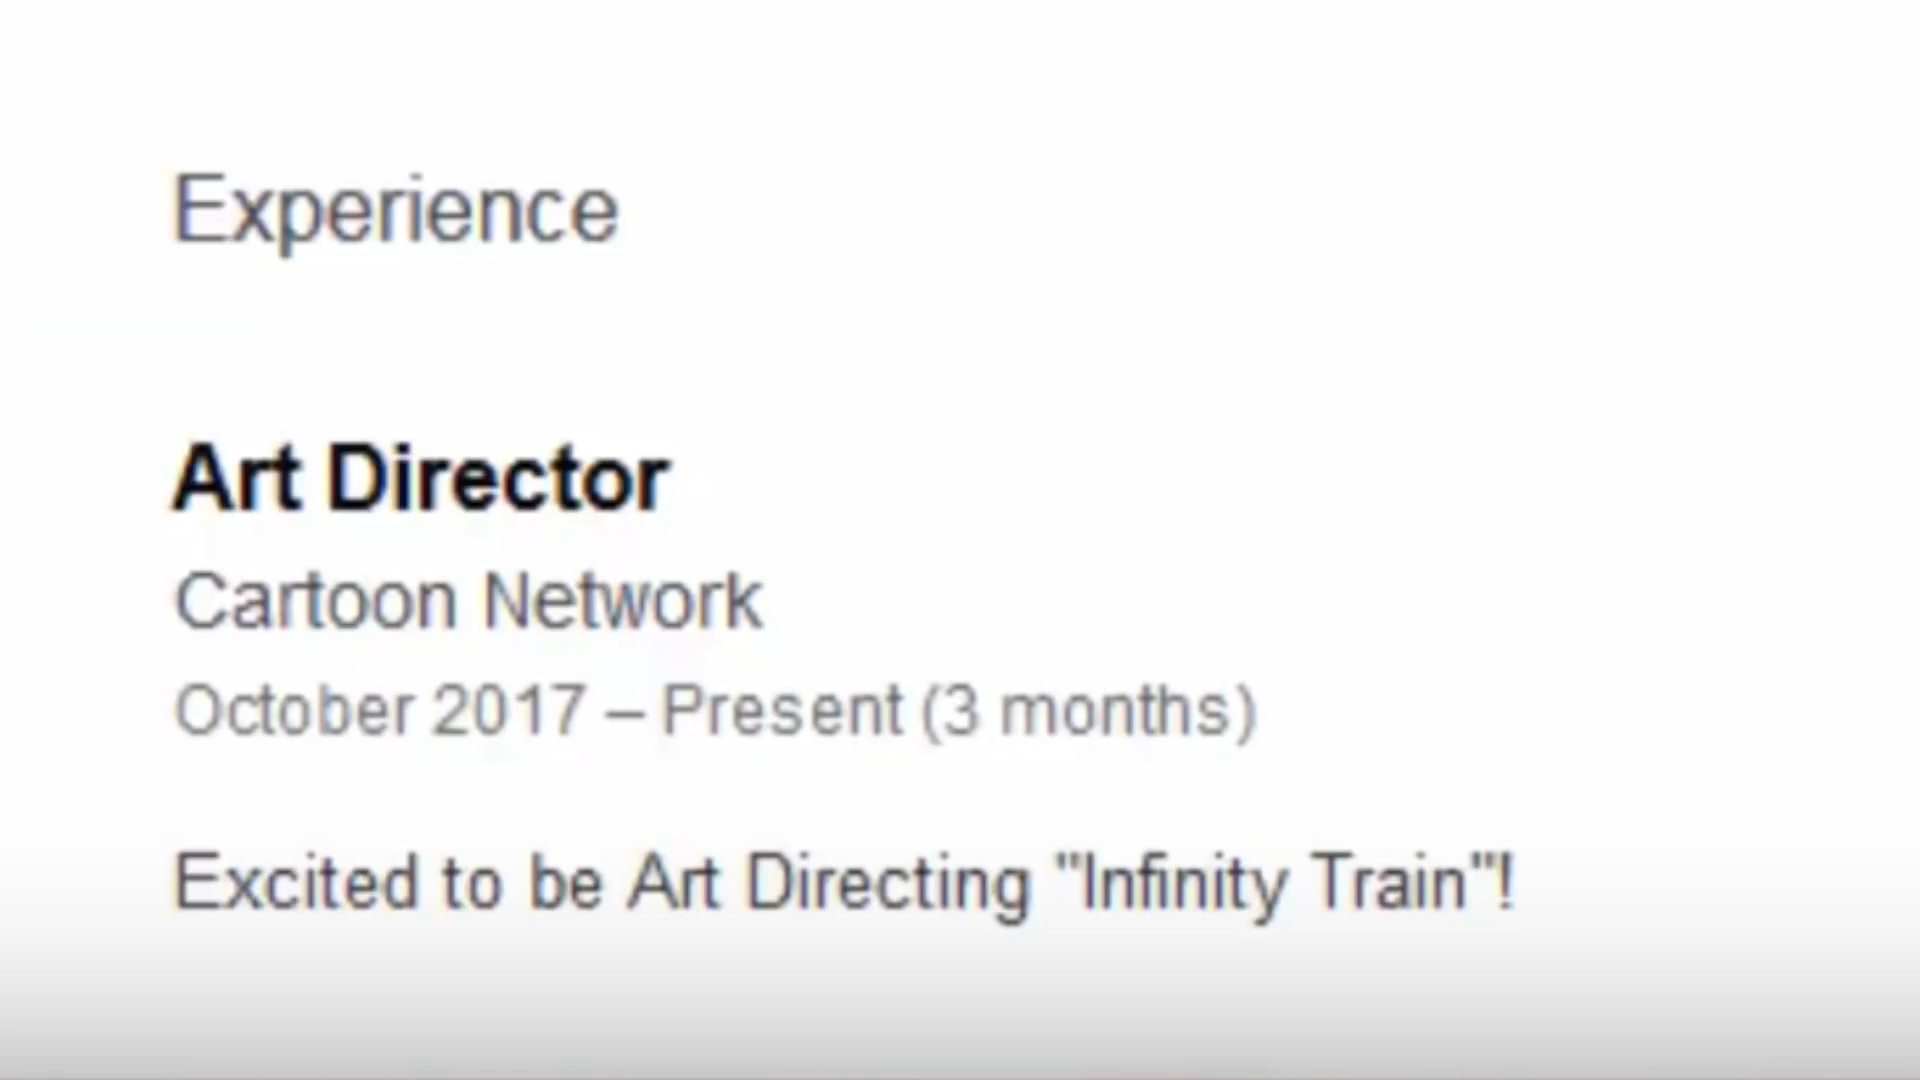 Experience
Art Director
Cartoon Network
October 2017 – Present (3 months)
Excited to be Art Directing "Infinity Train"!